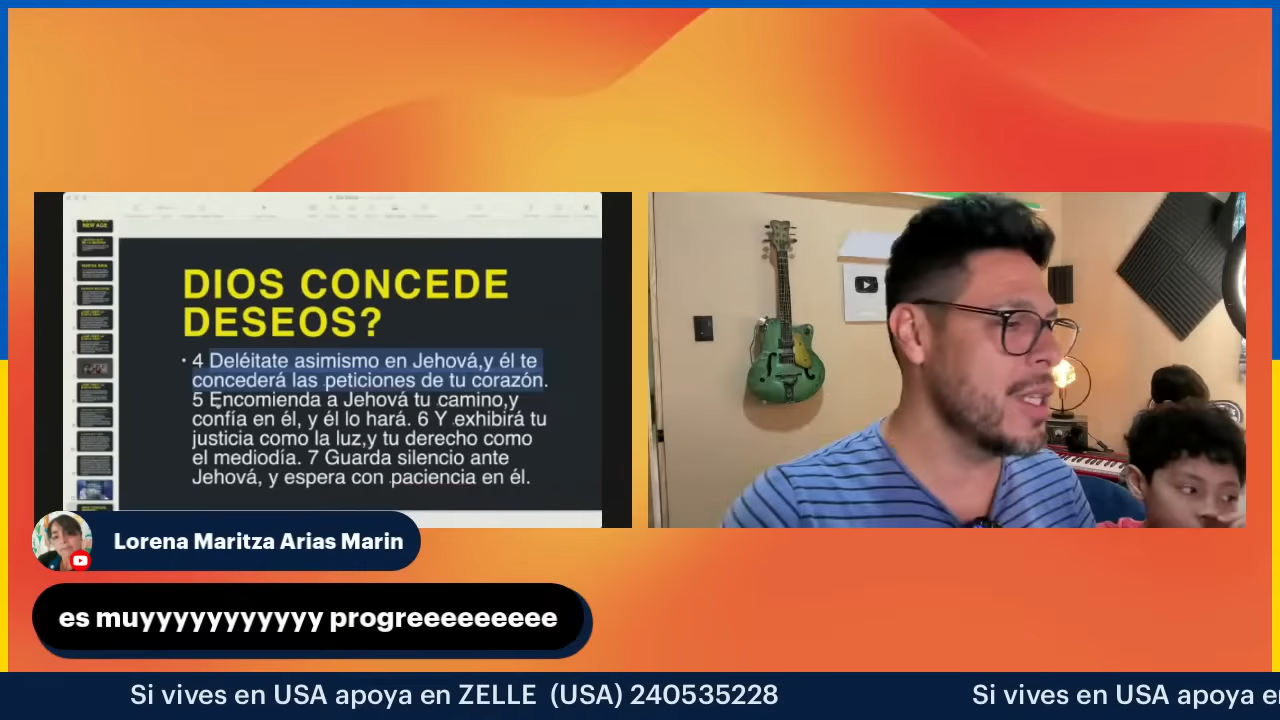 NEW AGE
DIOS CONCEDE
DESEOS?
· 4 Deléitate asimismo en Jehová,y él te
concederá las peticiones de tu corazón.
5 Encomienda a Jehová tu camino,y
confía en él, y él lo hará. 6 Y exhibirá tu
justicia como la luz,y tu derecho como
el mediodía. 7 Guarda silencio ante
Jehová, y espera con paciencia en él.
Lorena Maritza Arias Marin
es muyyyyyyyyyyy progreeeeeeeee
Si vives en USA apoya en ZELLE (USA) 240535228
Si vives en USA apoya e